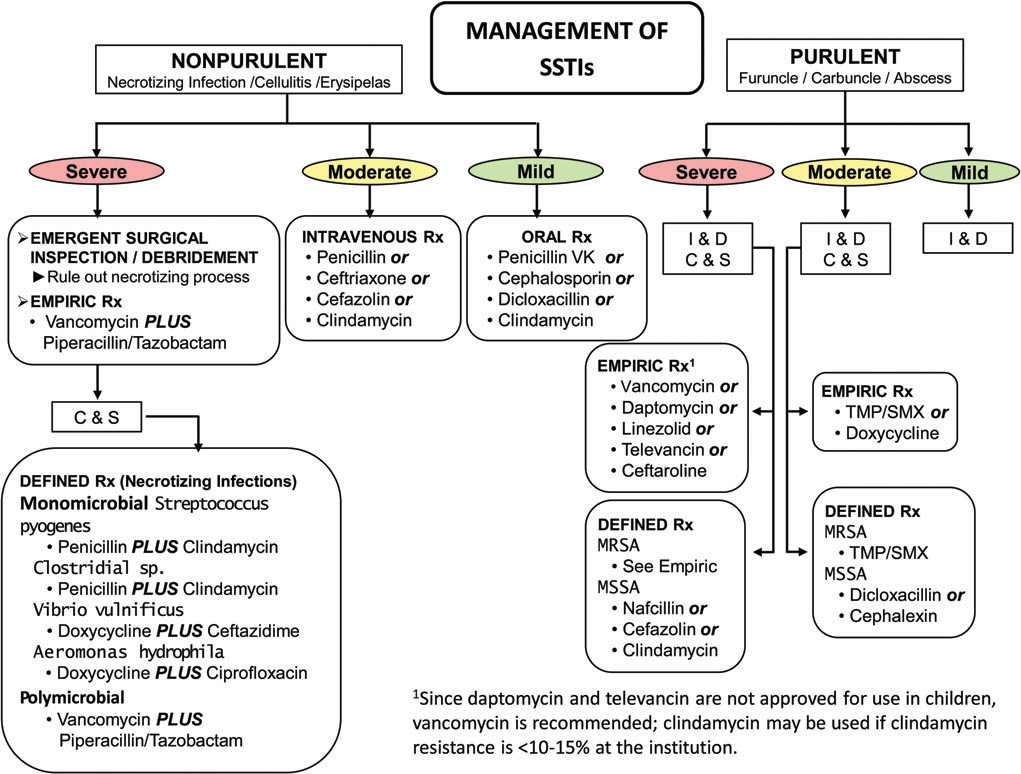 MANAGEMENT OF
SSTIs
NONPURULENT
Necrotizing Infection /Cellulitis /Erysipelas
Severe
Moderate
Mild
➢EMERGENT SURGICAL
INSPECTION / DEBRIDEMENT
►Rule out necrotizing process
➢EMPIRIC Rx
• Vancomycin PLUS
Piperacillin/Tazobactam
C & S
DEFINED Rx (Necrotizing Infections)
Monomicrobial Streptococcus
pyogenes
• Penicillin PLUS Clindamycin
Clostridial sp.
• Penicillin PLUS Clindamycin
Vibrio vulnificus
• Doxycycline PLUS Ceftazidime
Aeromonas hydrophila
• Doxycycline PLUS Ciprofloxacin
Polymicrobial
• Vancomycin PLUS
Piperacillin/Tazobactam
INTRAVENOUS Rx
• Penicillin or
• Ceftriaxone or
• Cefazolin or
• Clindamycin
ORAL Rx
• Penicillin VK or
• Cephalosporin or
• Dicloxacillin or
• Clindamycin
PURULENT
Furuncle / Carbuncle / Abscess
Severe
Moderate
Mild
I & D
C & S
I & D
C & S
I & D
EMPIRIC Rx¹
• Vancomycin or
• Daptomycin or
• Linezolid or
• Televancin or
• Ceftaroline
EMPIRIC Rx
• TMP/SMX or
• Doxycycline
DEFINED Rx
MRSA
• See Empiric
MSSA
• Nafcillin or
• Cefazolin or
• Clindamycin
DEFINED Rx
MRSA
• TMP/SMX
MSSA
• Dicloxacillin or
• Cephalexin
¹Since daptomycin and televancin are not approved for use in children,
vancomycin is recommended; clindamycin may be used if clindamycin
resistance is <10-15% at the institution.